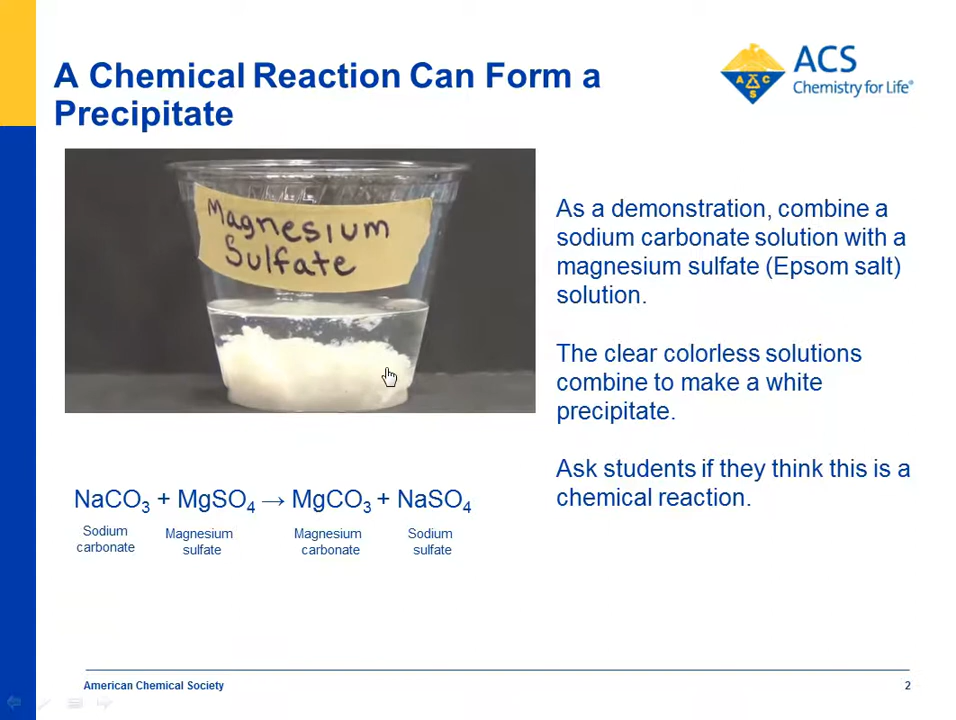 A Chemical Reaction Can Form a
Precipitate
A C S
ACS
Chemistry for Life®
Magnesium
Sulfate
As a demonstration, combine a
sodium carbonate solution with a
magnesium sulfate (Epsom salt)
solution.
The clear colorless solutions
combine to make a white
precipitate.
Ask students if they think this is a
chemical reaction.
NaCO₃ + MgSO₄ → MgCO₃ + NaSO₄
Sodium
carbonate
Magnesium
sulfate
Magnesium
carbonate
Sodium
sulfate
American Chemical Society
2